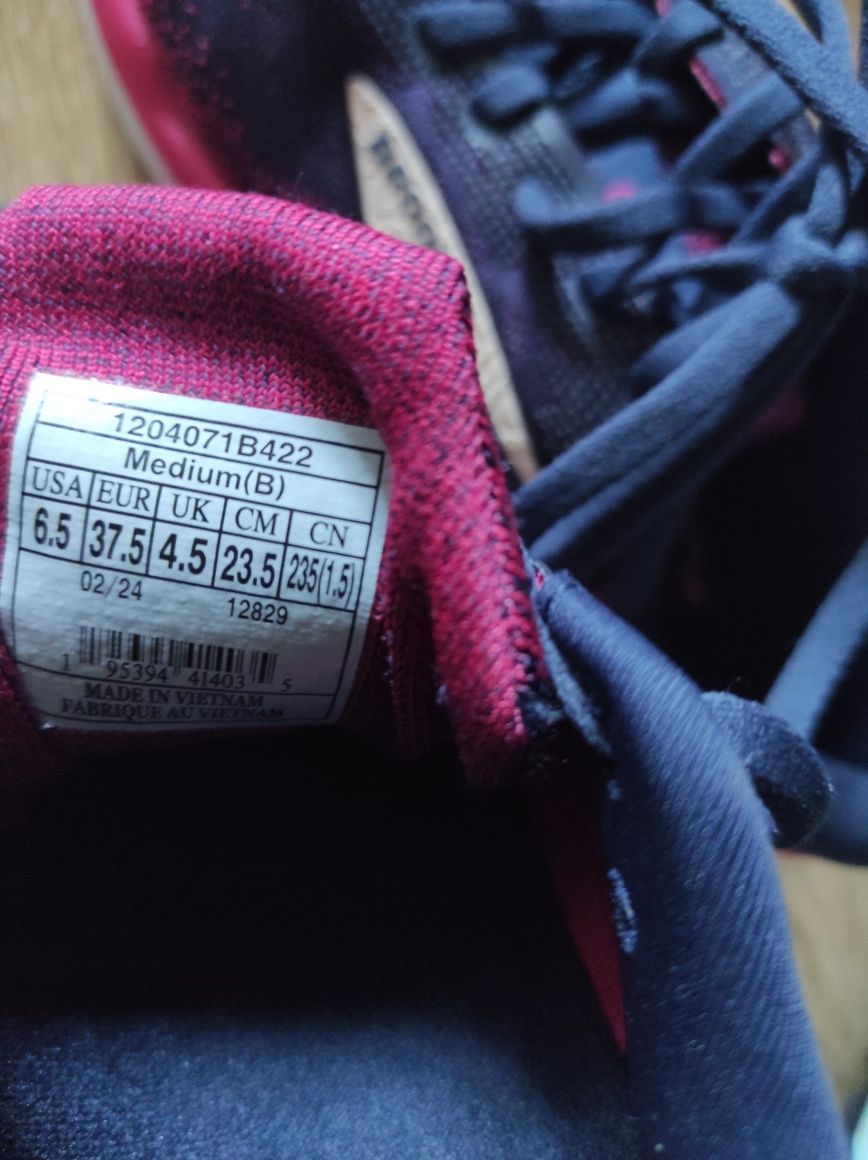 1204071B422
Medium(B)
USA EUR UK CM CN
6.5 37.5 4.5 23.5 235(1.5)
02/24 12829
1 95394 41403 5
MADE IN VIETNAM
FABRIQUE AU VIETNAM